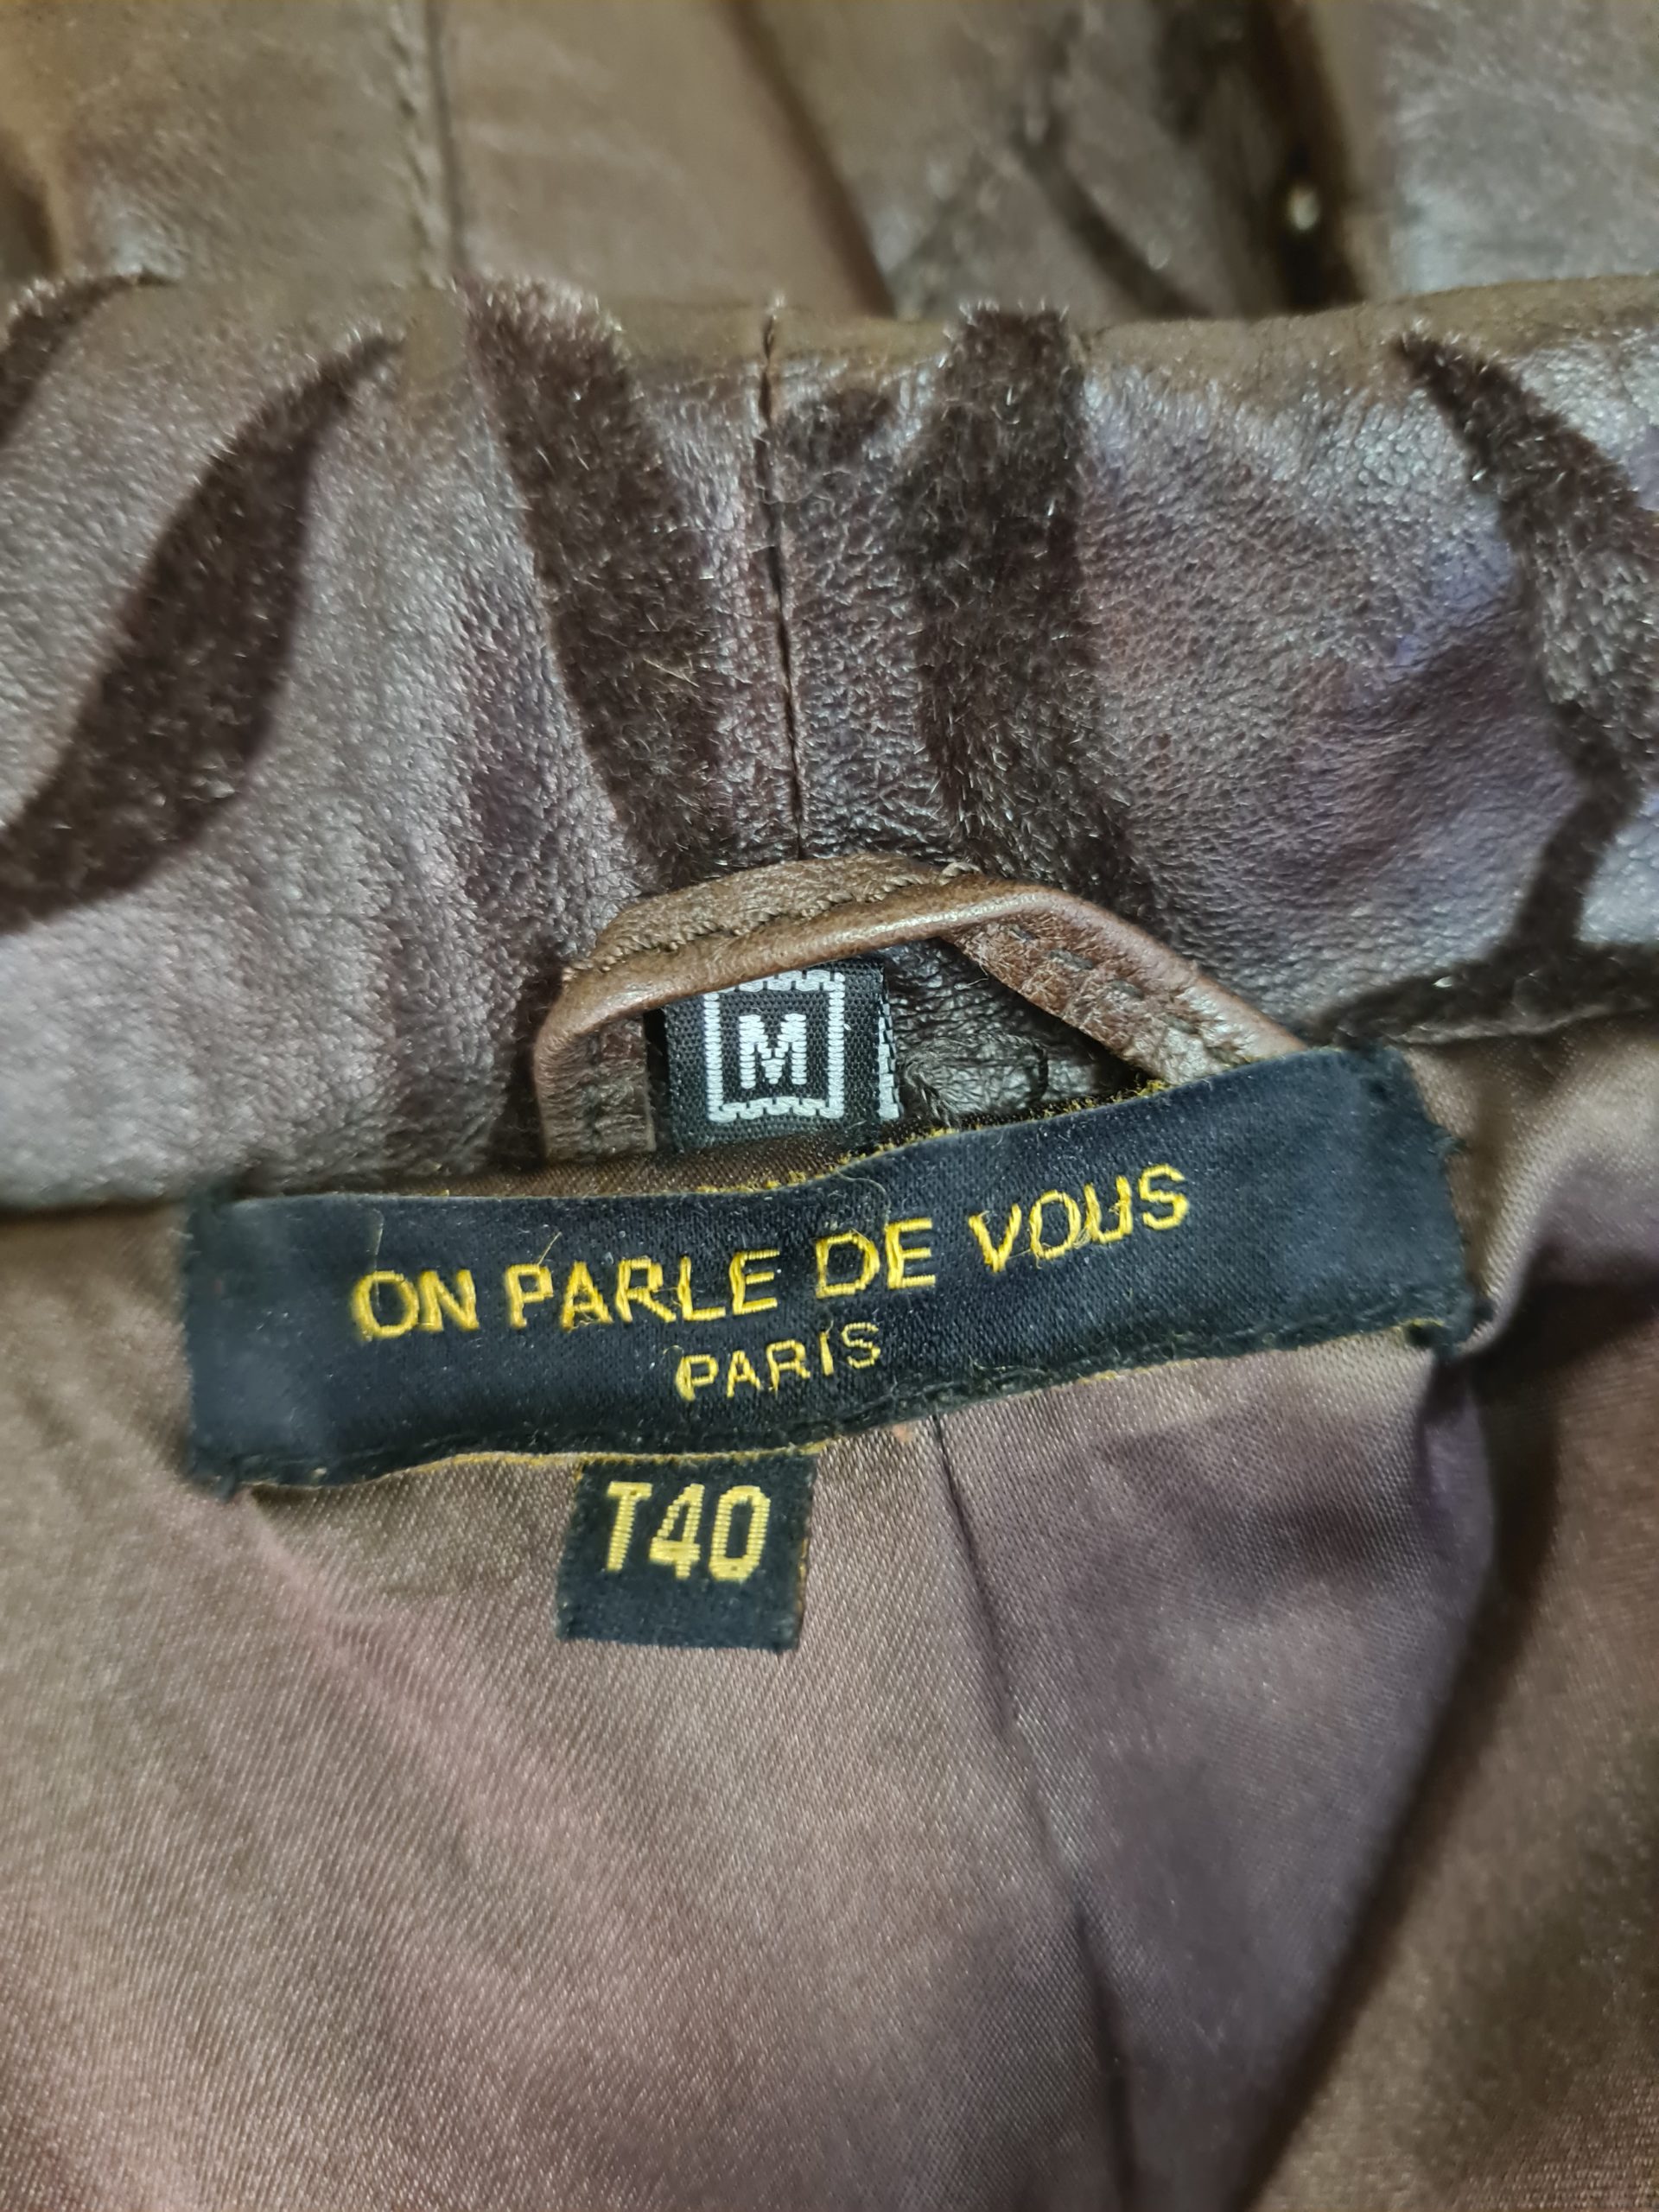 M
ON PARLE DE VOUS
PARIS
T40